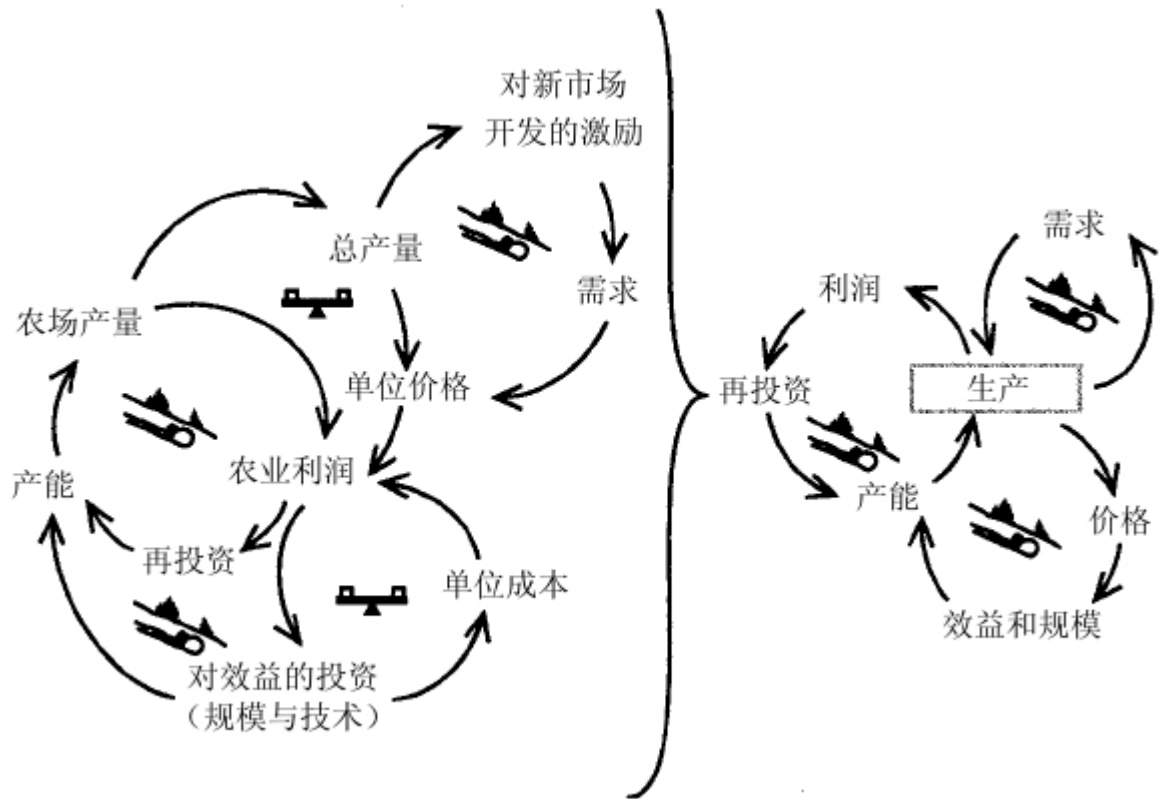 对新市场
开发的激励
总产量
需求
农场产量
单位价格
农业利润
产能
再投资
单位成本
对效益的投资
（规模与技术）
需求
利润
再投资
生产
产能
价格
效益和规模